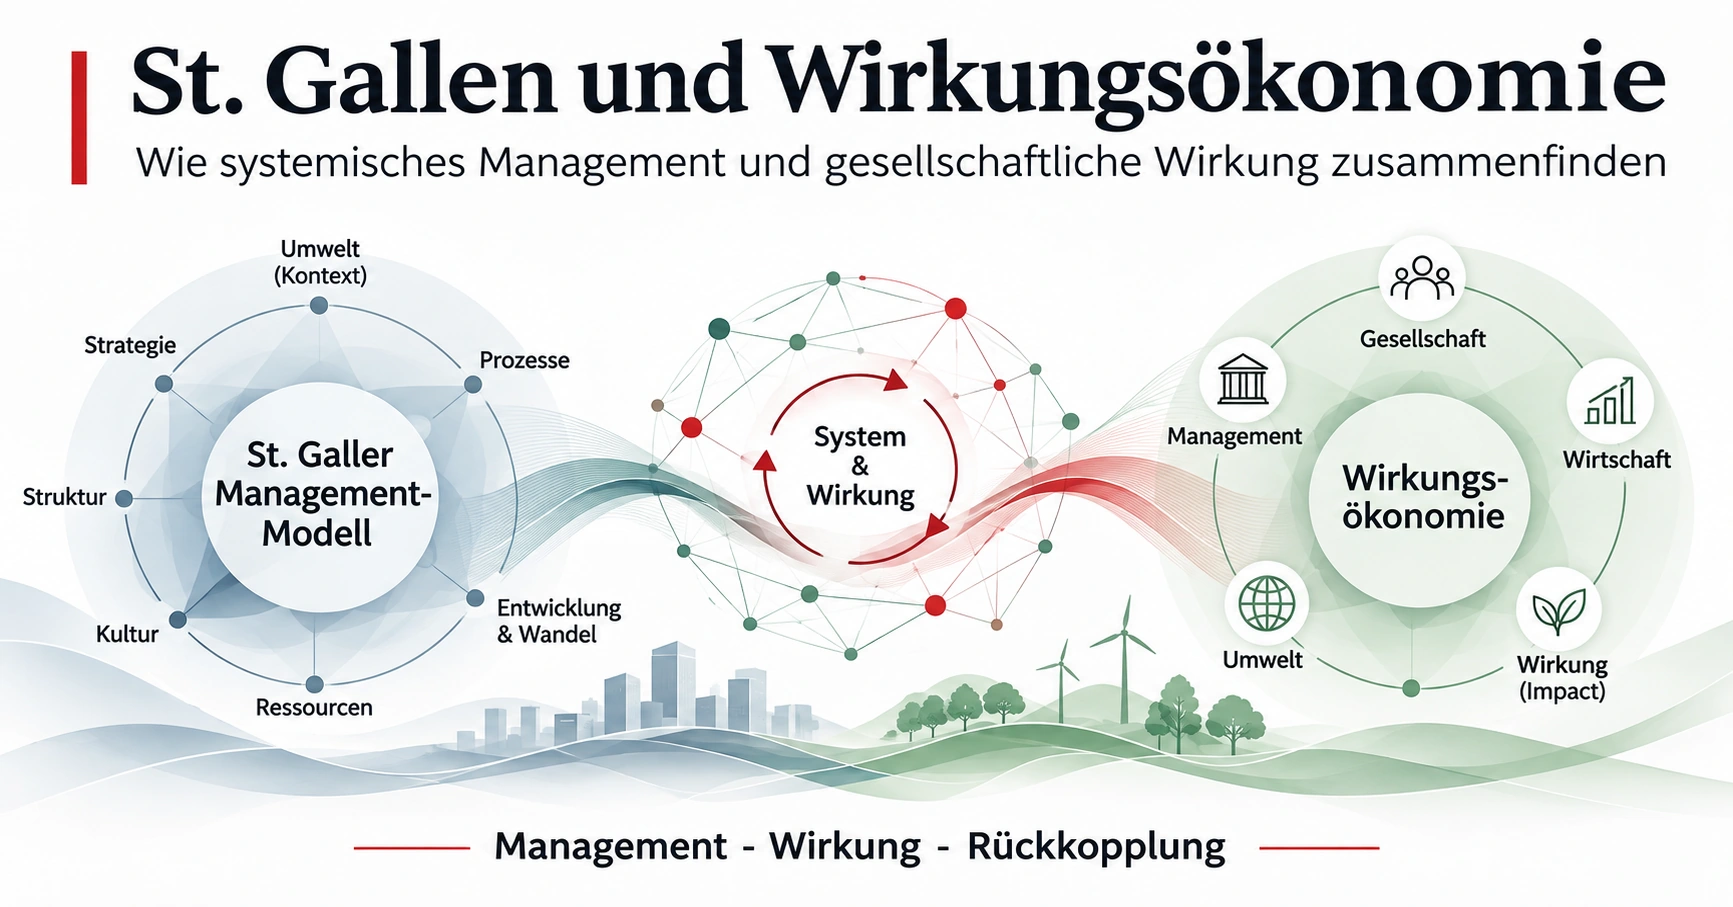 St. Gallen und Wirkungsökonomie
Wie systemisches Management und gesellschaftliche Wirkung zusammenfinden
Umwelt
(Kontext)
Strategie
Prozesse
Struktur
St. Galler
Management-
Modell
Kultur
Entwicklung
& Wandel
Ressourcen
System
&
Wirkung
Gesellschaft
Management
Wirtschaft
Wirkungs-
ökonomie
Umwelt
Wirkung
(Impact)
Management - Wirkung - Rückkopplung